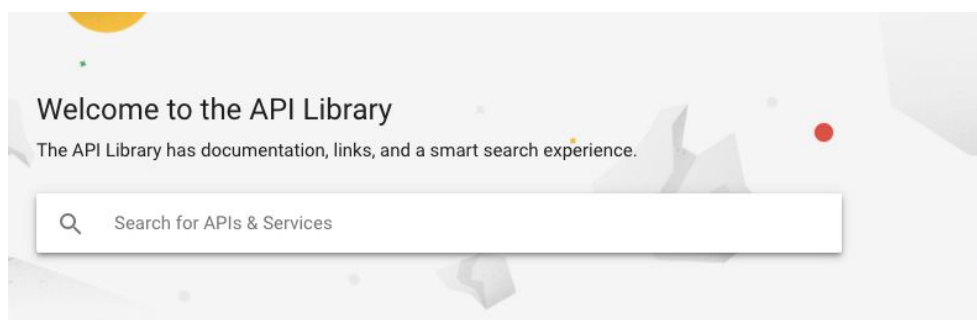 Welcome to the API Library
The API Library has documentation, links, and a smart search experience.
Search for APIs & Services